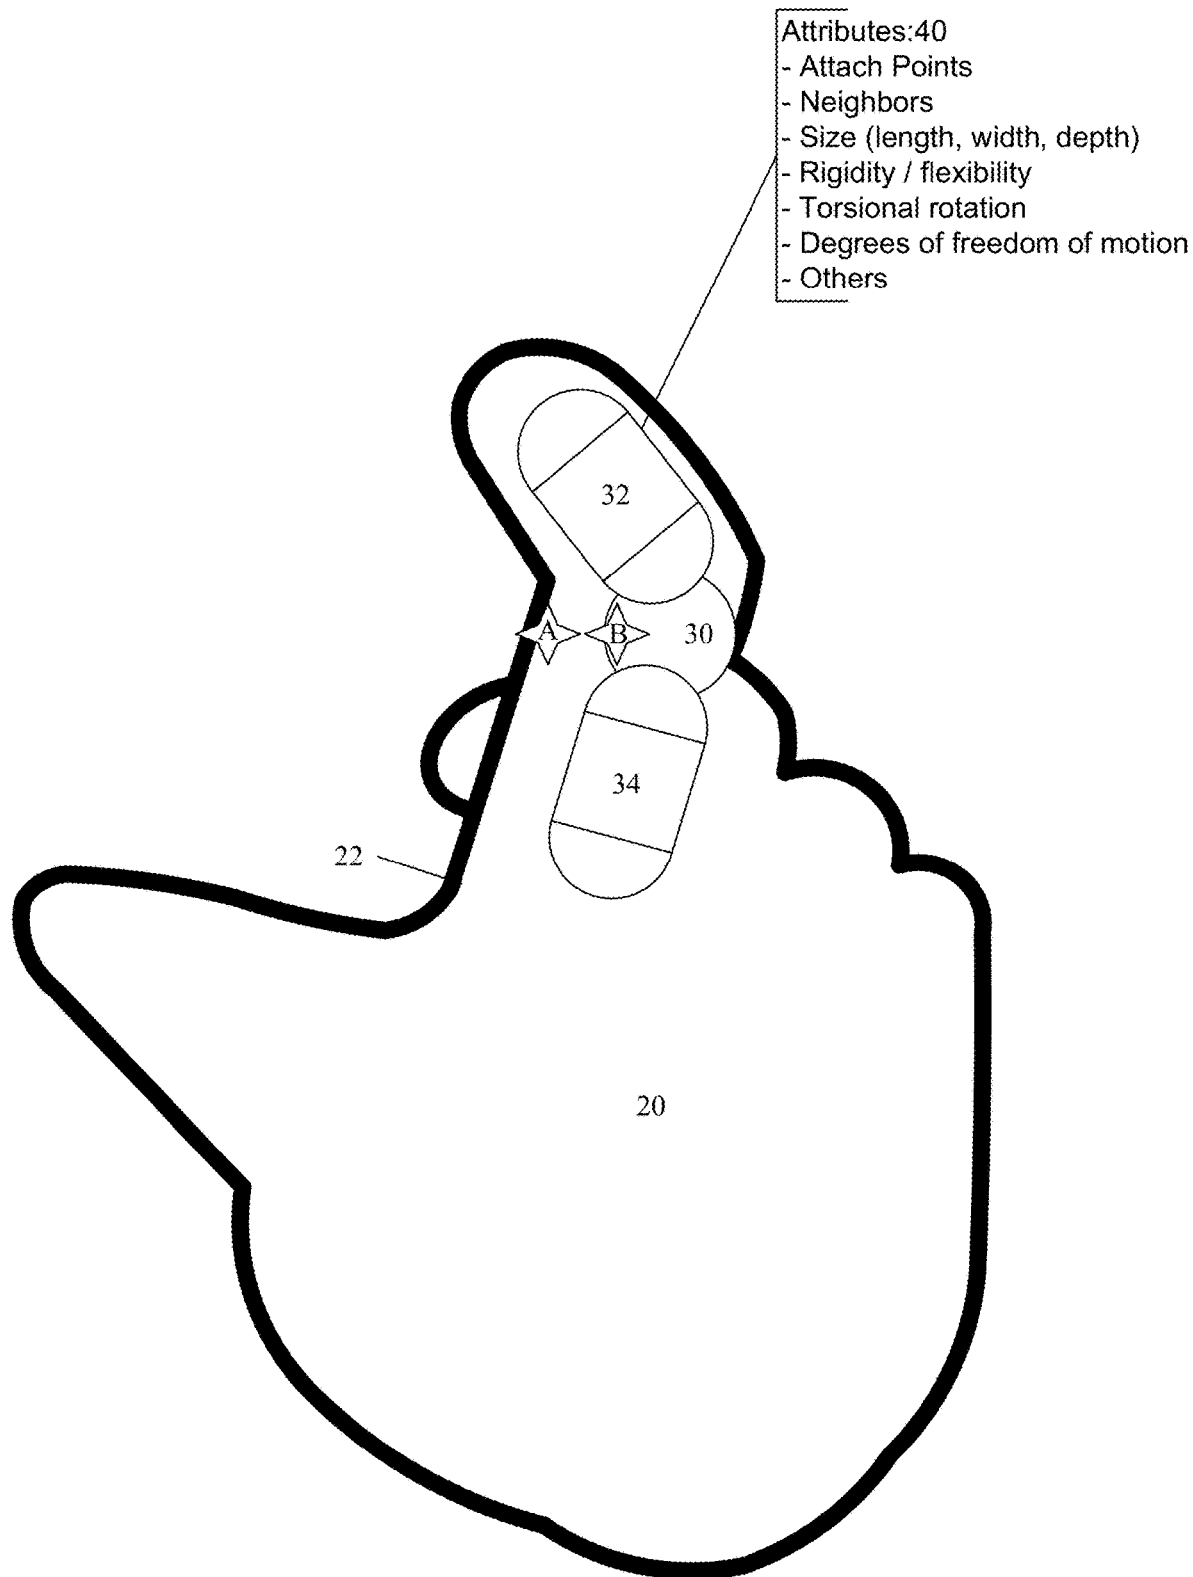 Attributes:40
- Attach Points
- Neighbors
- Size (length, width, depth)
- Rigidity / flexibility
- Torsional rotation
- Degrees of freedom of motion
- Others
32
A
B
30
34
22
20